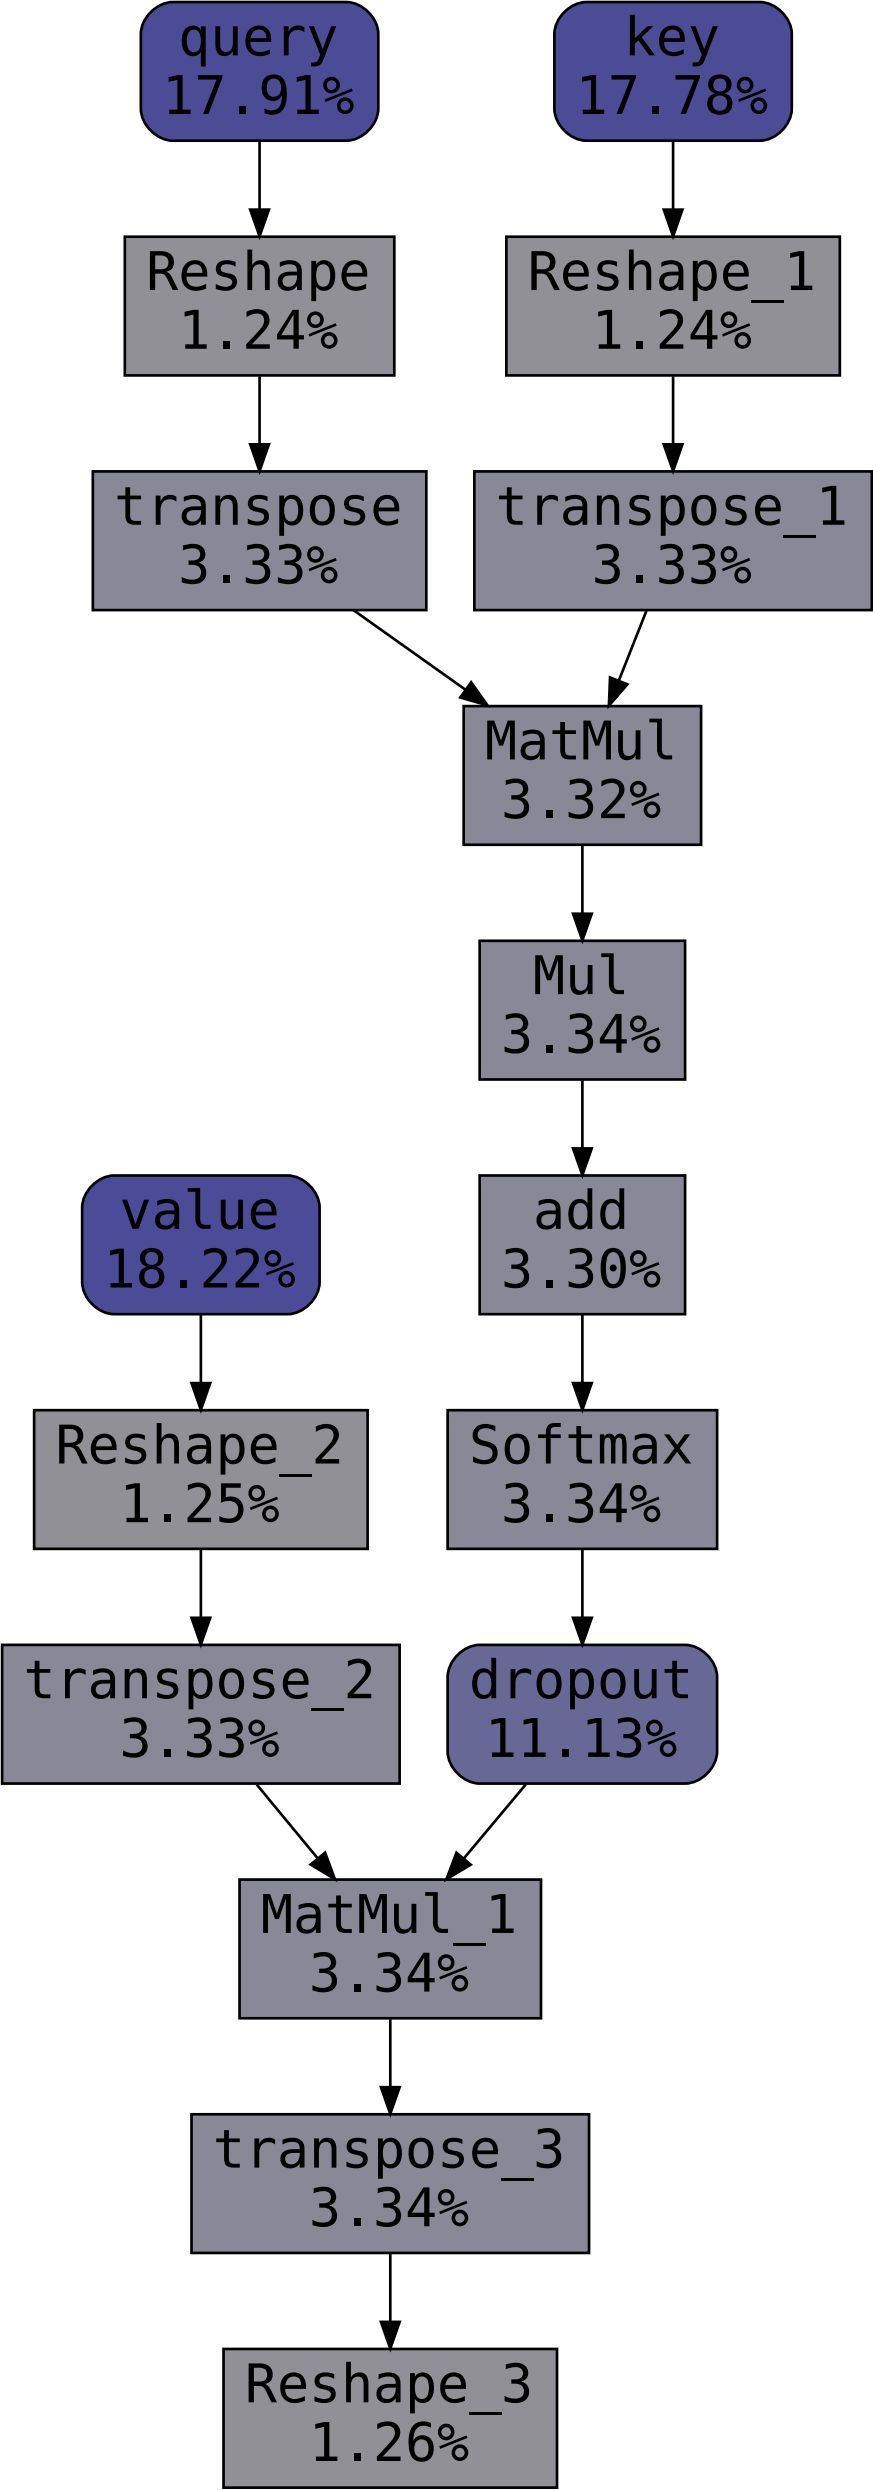 query
17.91%
key
17.78%
Reshape
1.24%
Reshape_1
1.24%
transpose
3.33%
transpose_1
3.33%
MatMul
3.32%
Mul
3.34%
add
3.30%
value
18.22%
Softmax
3.34%
Reshape_2
1.25%
transpose_2
3.33%
dropout
11.13%
MatMul_1
3.34%
transpose_3
3.34%
Reshape_3
1.26%